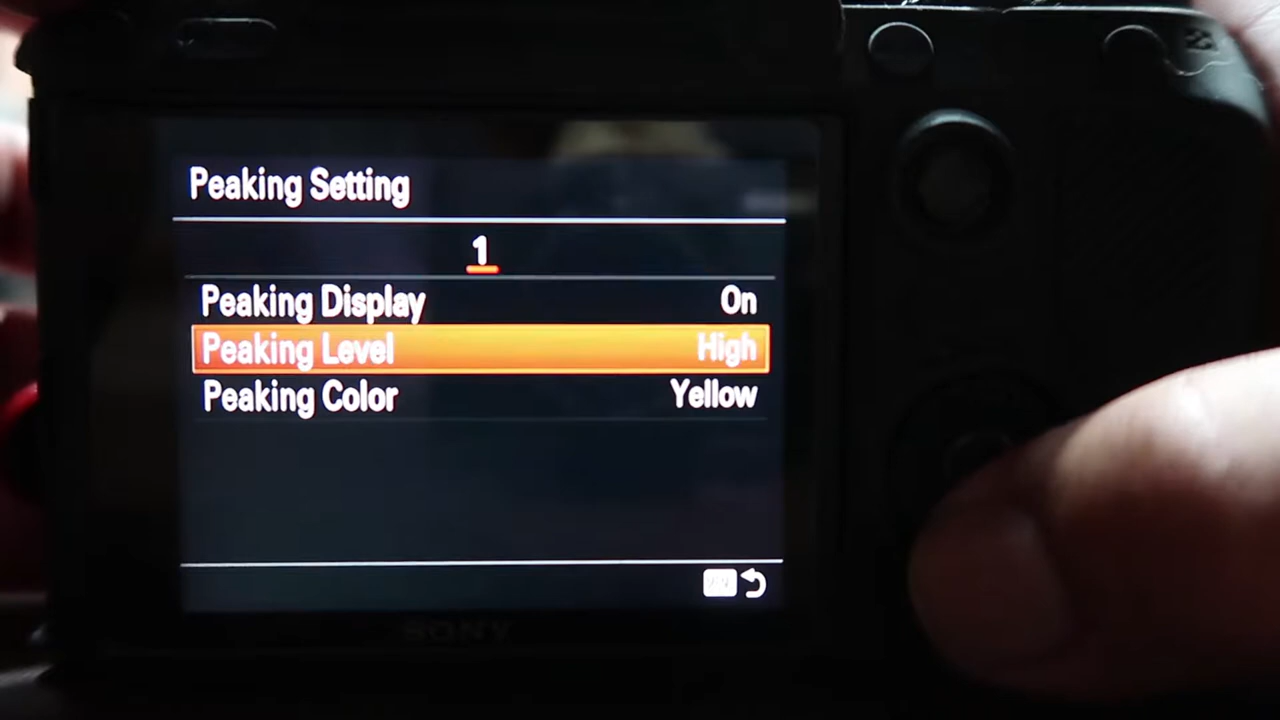 Peaking Setting
1
Peaking Display On
Peaking Level High
Peaking Color Yellow
SONY